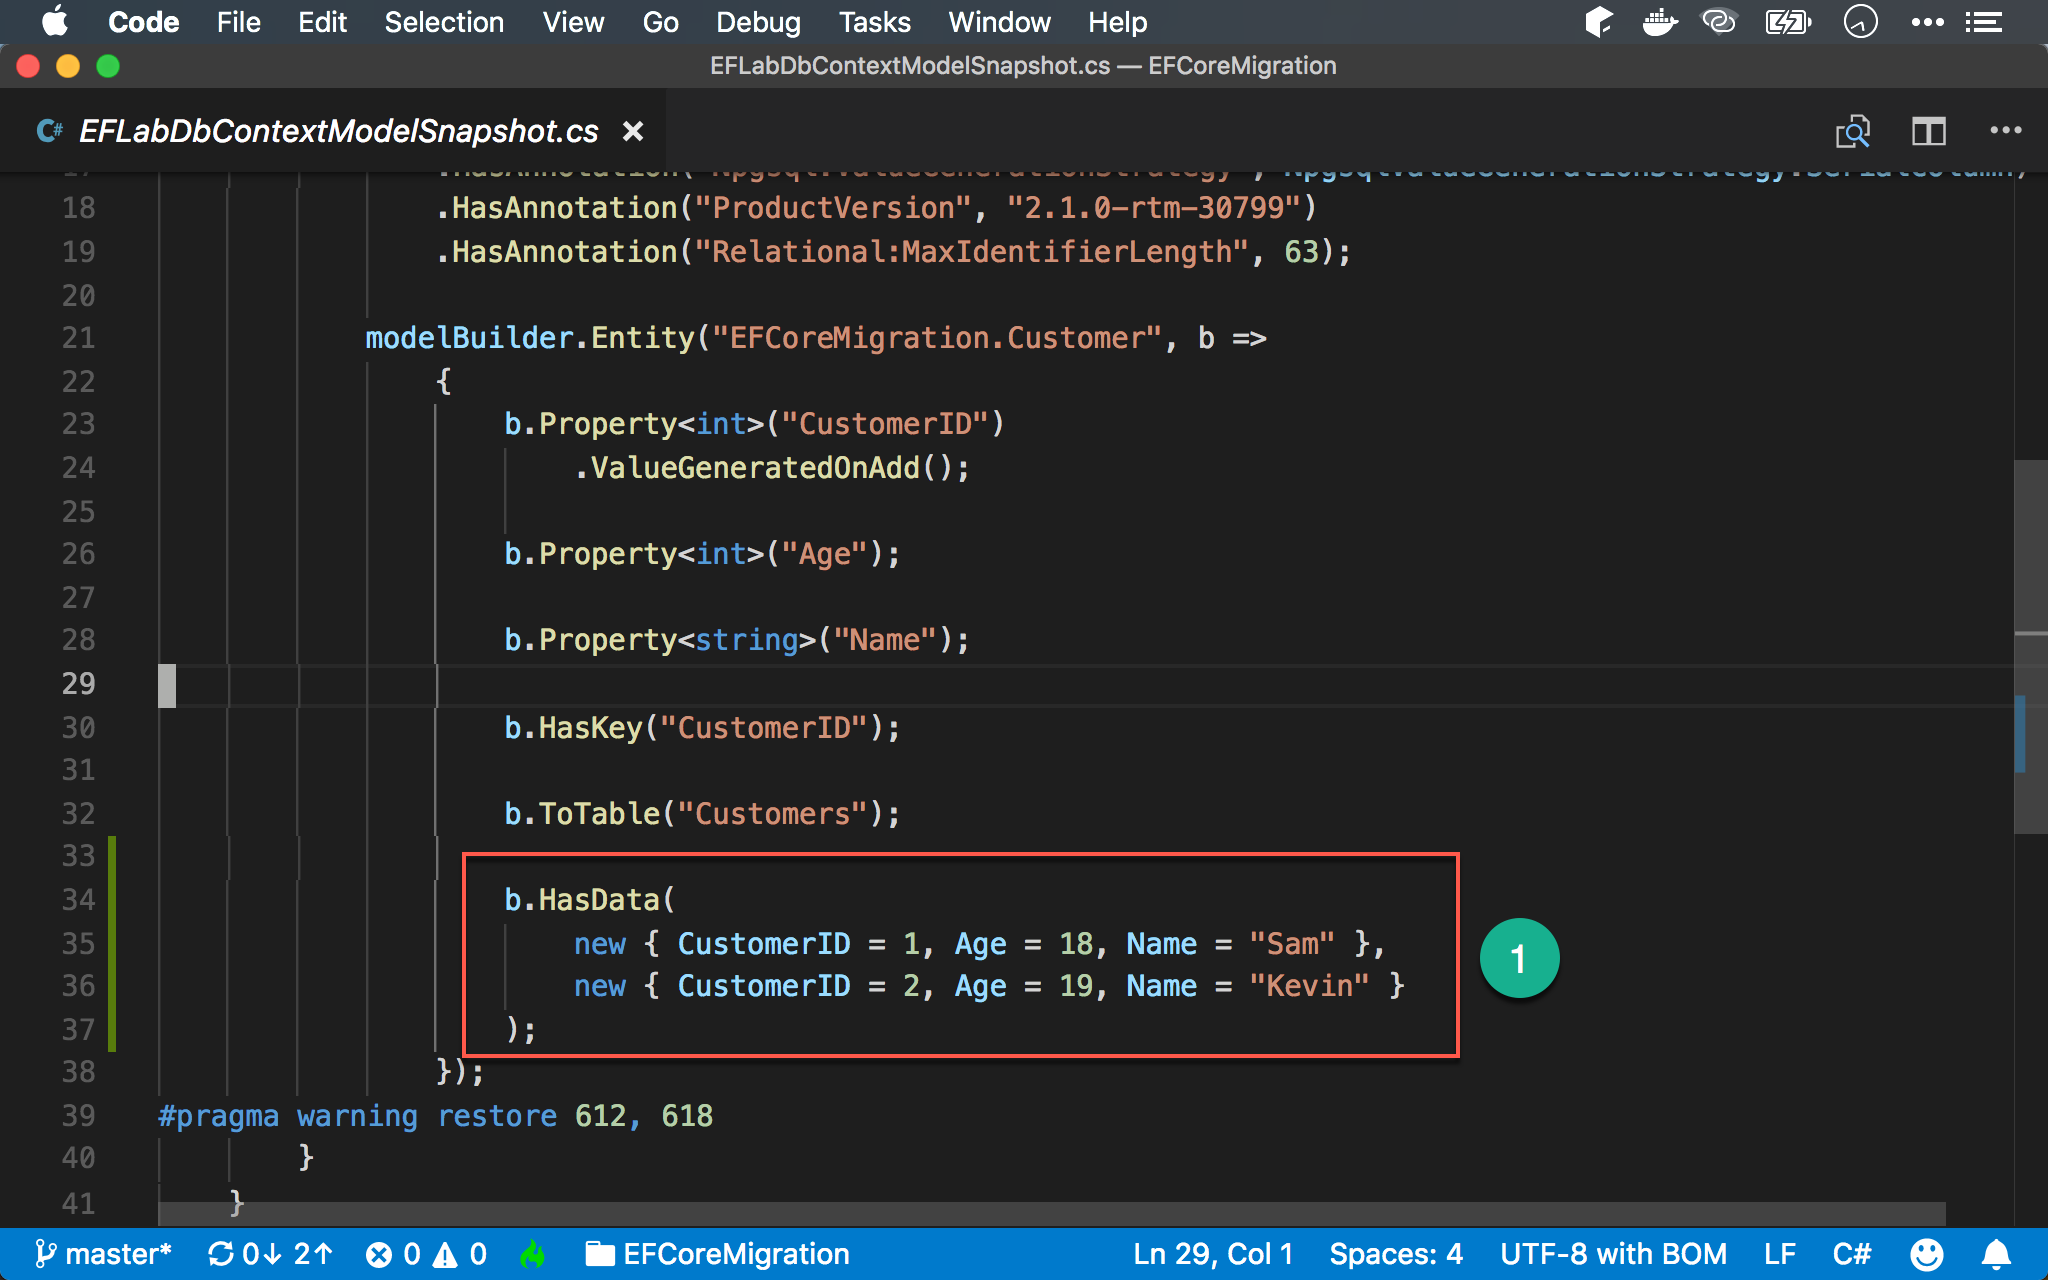 Code File Edit Selection View Go Debug Tasks Window Help
EFLabDbContextModelSnapshot.cs — EFCoreMigration
C# EFLabDbContextModelSnapshot.cs
18 .HasAnnotation("ProductVersion", "2.1.0-rtm-30799")
19 .HasAnnotation("Relational:MaxIdentifierLength", 63);
20
21 modelBuilder.Entity("EFCoreMigration.Customer", b =>
22 {
23 b.Property<int>("CustomerID")
24 .ValueGeneratedOnAdd();
25
26 b.Property<int>("Age");
27
28 b.Property<string>("Name");
29
30 b.HasKey("CustomerID");
31
32 b.ToTable("Customers");
33
34 b.HasData(
35 new { CustomerID = 1, Age = 18, Name = "Sam" },
36 new { CustomerID = 2, Age = 19, Name = "Kevin" }
37 );
1
38 });
39 #pragma warning restore 612, 618
40 }
41 }
master* 0↓ 2↑ 0 0 EFCoreMigration Ln 29, Col 1 Spaces: 4 UTF-8 with BOM LF C#